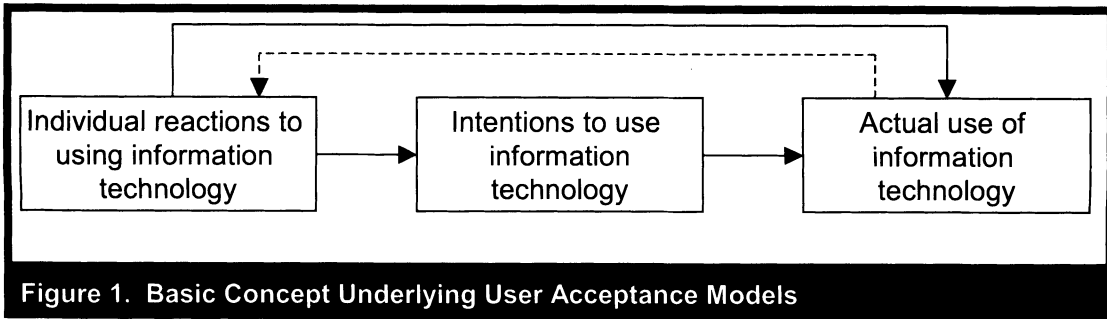 Individual reactions to
using information
technology
Intentions to use
information
technology
Actual use of
information
technology
Figure 1. Basic Concept Underlying User Acceptance Models